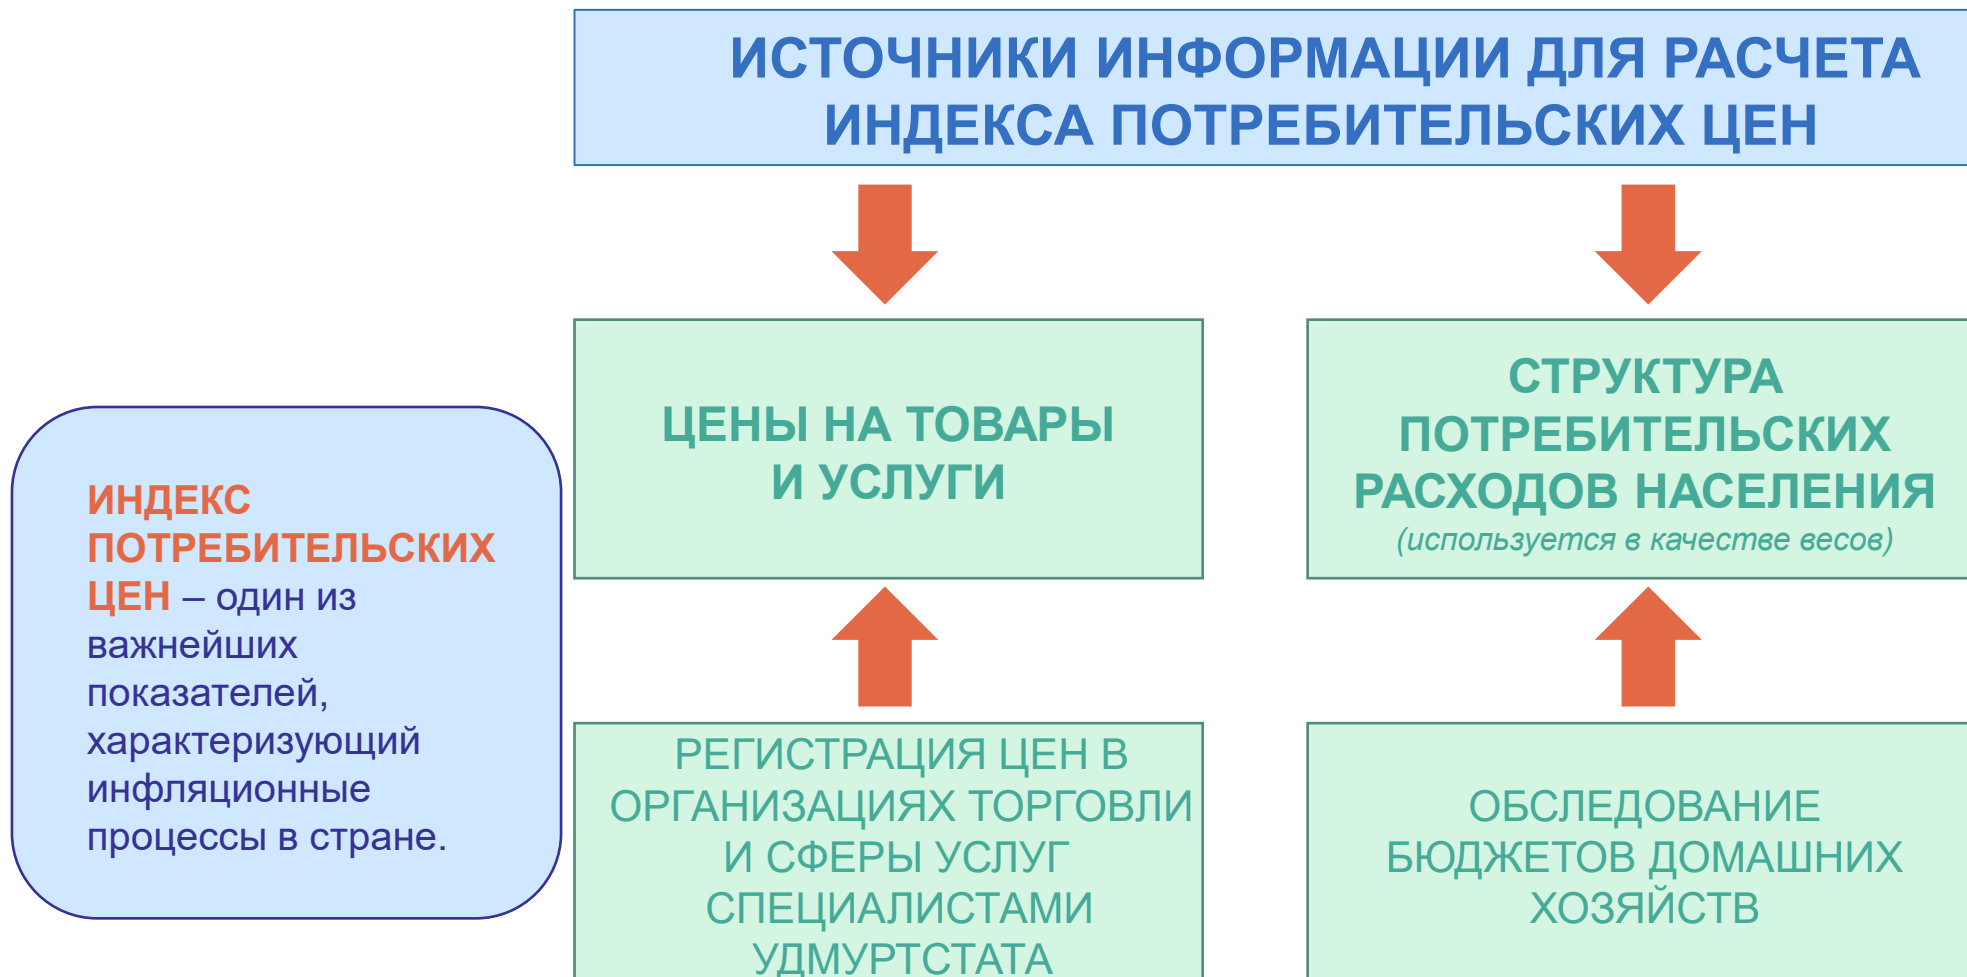 ИСТОЧНИКИ ИНФОРМАЦИИ ДЛЯ РАСЧЕТА
ИНДЕКСА ПОТРЕБИТЕЛЬСКИХ ЦЕН
ИНДЕКС
ПОТРЕБИТЕЛЬСКИХ
ЦЕН – один из
важнейших
показателей,
характеризующий
инфляционные
процессы в стране.
ЦЕНЫ НА ТОВАРЫ
И УСЛУГИ
СТРУКТУРА
ПОТРЕБИТЕЛЬСКИХ
РАСХОДОВ НАСЕЛЕНИЯ
(используется в качестве весов)
РЕГИСТРАЦИЯ ЦЕН В
ОРГАНИЗАЦИЯХ ТОРГОВЛИ
И СФЕРЫ УСЛУГ
СПЕЦИАЛИСТАМИ
УДМУРТСТАТА
ОБСЛЕДОВАНИЕ
БЮДЖЕТОВ ДОМАШНИХ
ХОЗЯЙСТВ